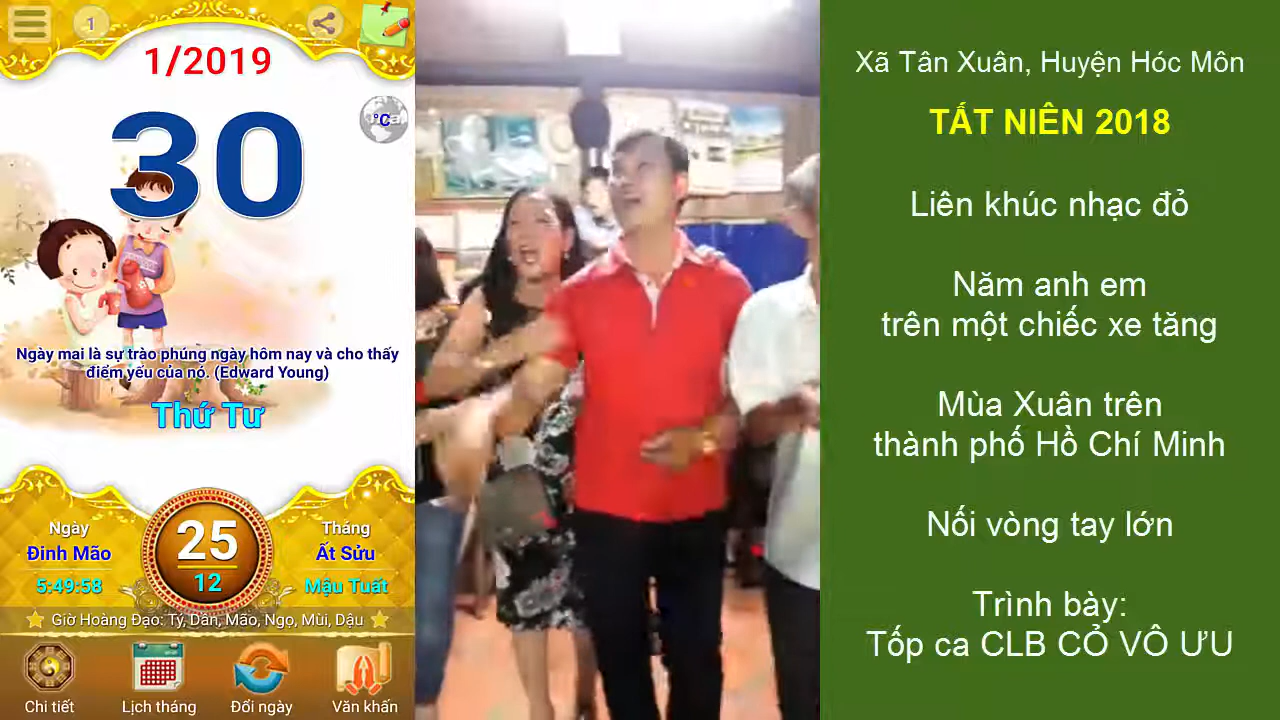 1
1/2019
30
°C
Ngày mai là sự trào phúng ngày hôm nay và cho thấy
điểm yếu của nó. (Edward Young)
Thứ Tư
Ngày
Đinh Mão
5:49:58
25
12
Tháng
Ất Sửu
Mậu Tuất
Giờ Hoàng Đạo: Tý, Dần, Mão, Ngọ, Mùi, Dậu
Chi tiết
Lịch tháng
Đổi ngày
Văn khấn
Xã Tân Xuân, Huyện Hóc Môn
TẤT NIÊN 2018
Liên khúc nhạc đỏ
Năm anh em
trên một chiếc xe tăng
Mùa Xuân trên
thành phố Hồ Chí Minh
Nối vòng tay lớn
Trình bày:
Tốp ca CLB CỎ VÔ ƯU